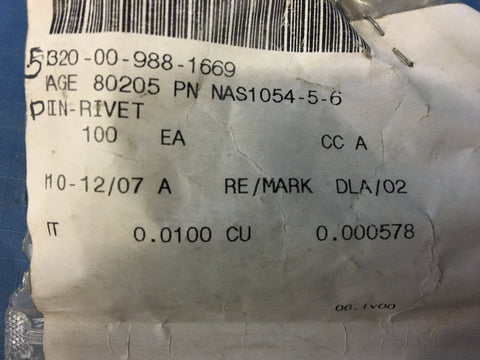 5320-00-988-1669
AGE 80205 PN NAS1054-5-6
PIN-RIVET
100 EA CC A
M0-12/07 A RE/MARK DLA/02
T 0.0100 CU 0.000578
06.1V00